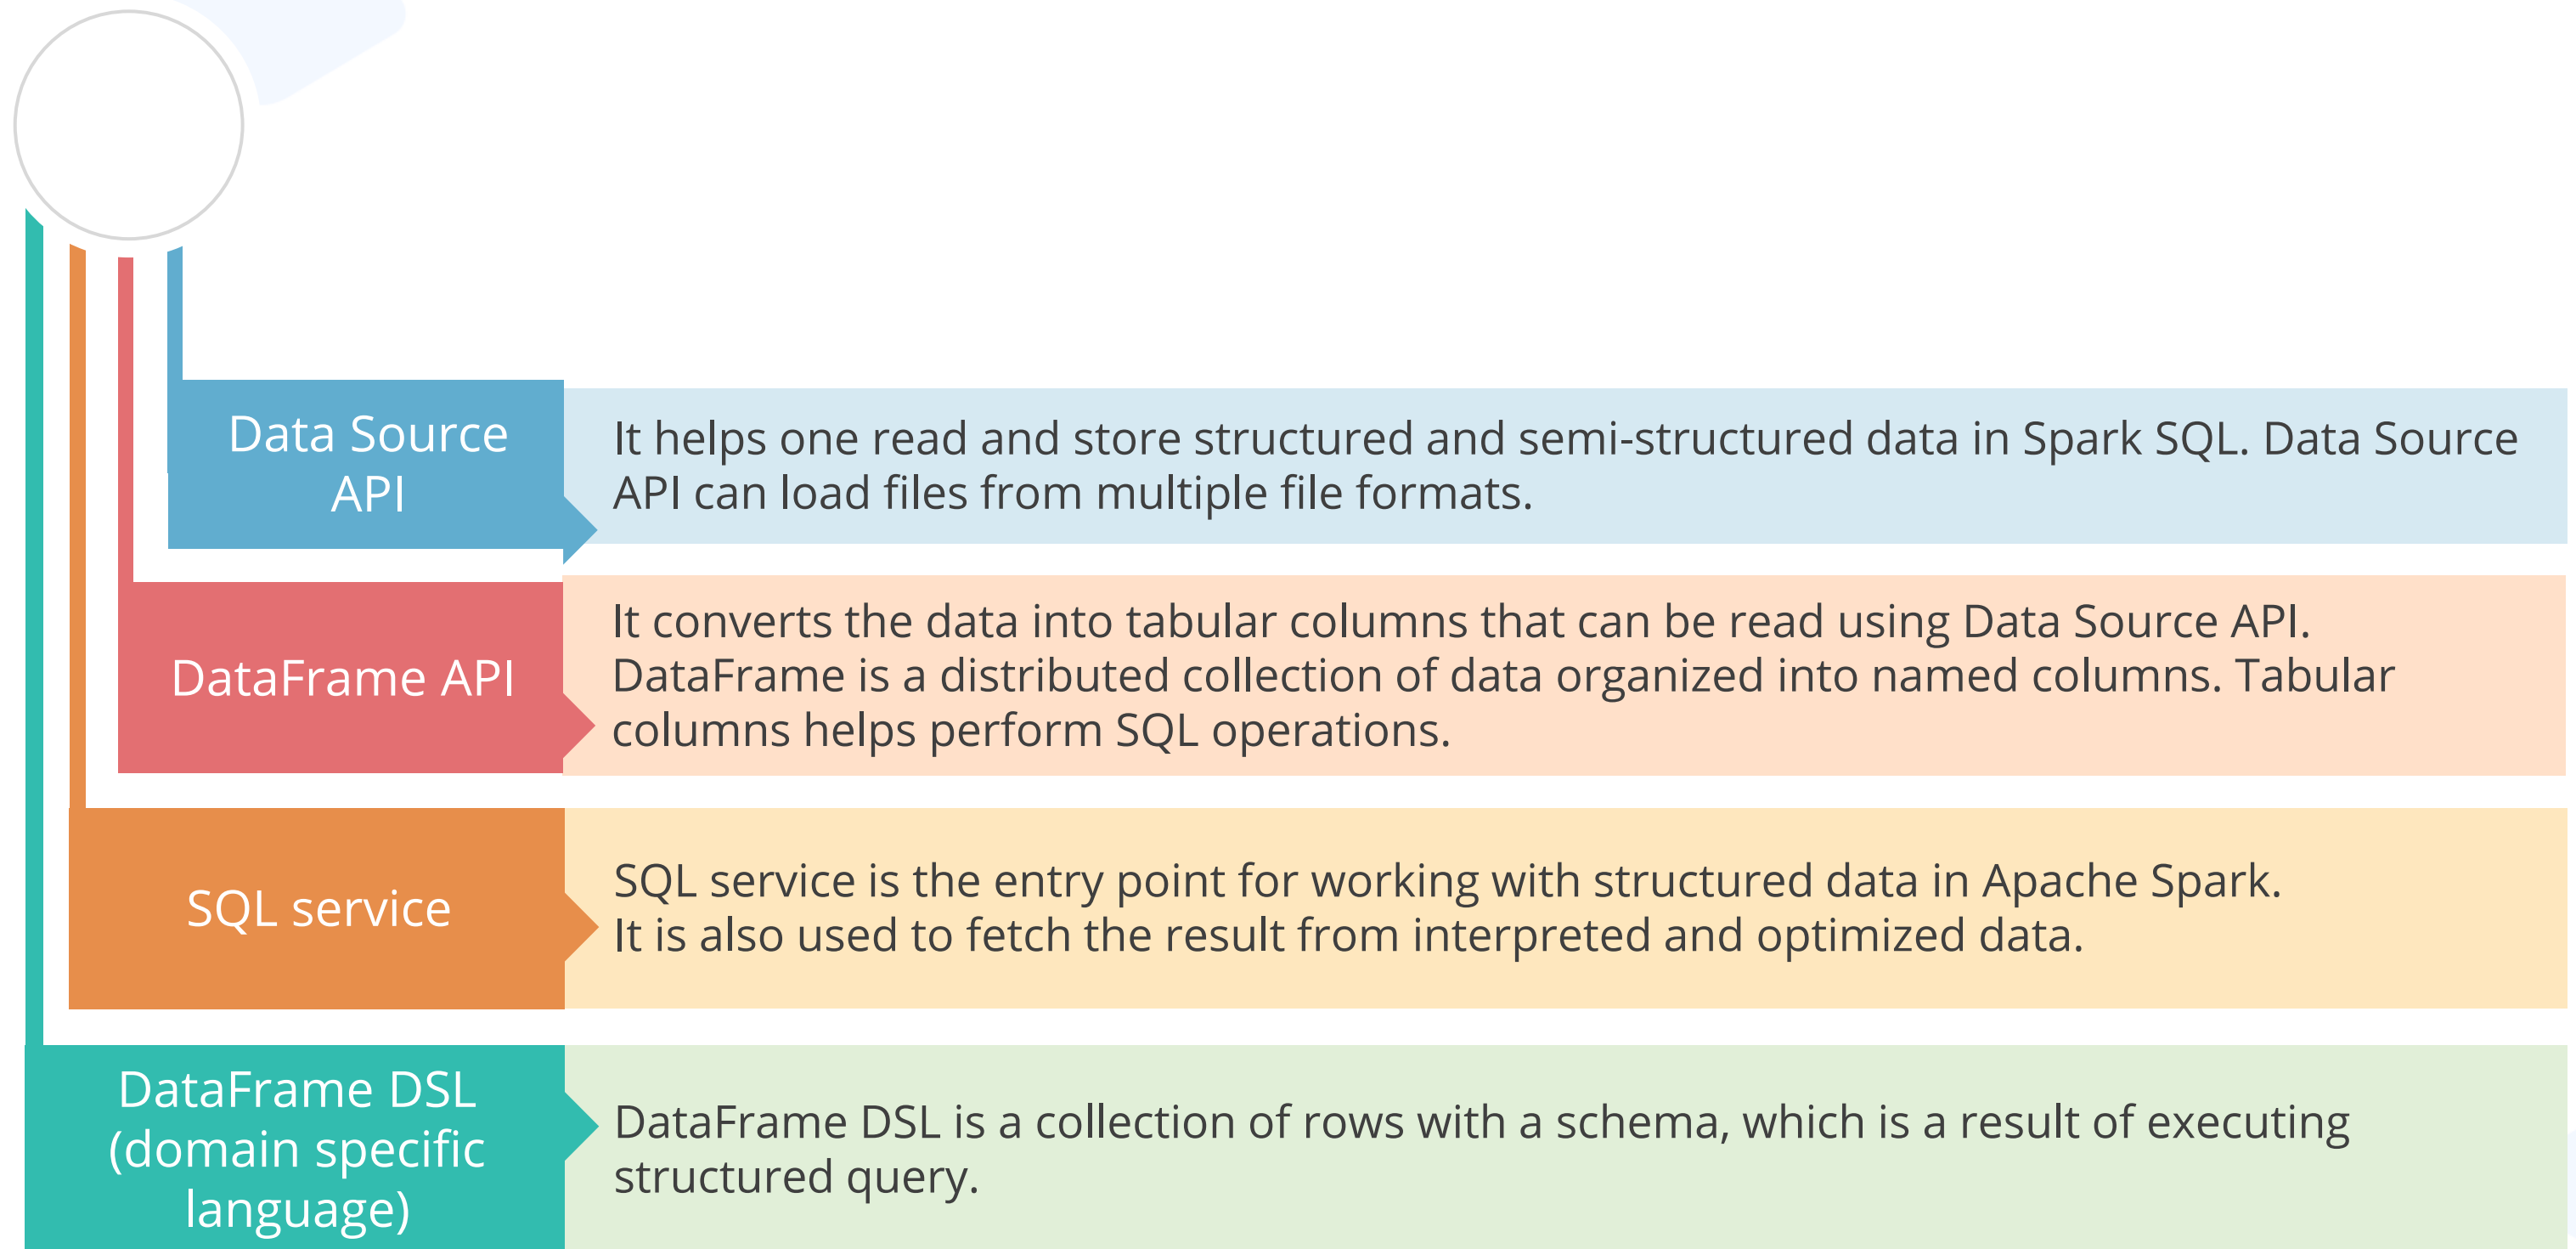 Data Source
API
It helps one read and store structured and semi-structured data in Spark SQL. Data Source
API can load files from multiple file formats.
DataFrame API
It converts the data into tabular columns that can be read using Data Source API.
DataFrame is a distributed collection of data organized into named columns. Tabular
columns helps perform SQL operations.
SQL service
SQL service is the entry point for working with structured data in Apache Spark.
It is also used to fetch the result from interpreted and optimized data.
DataFrame DSL
(domain specific
language)
DataFrame DSL is a collection of rows with a schema, which is a result of executing
structured query.